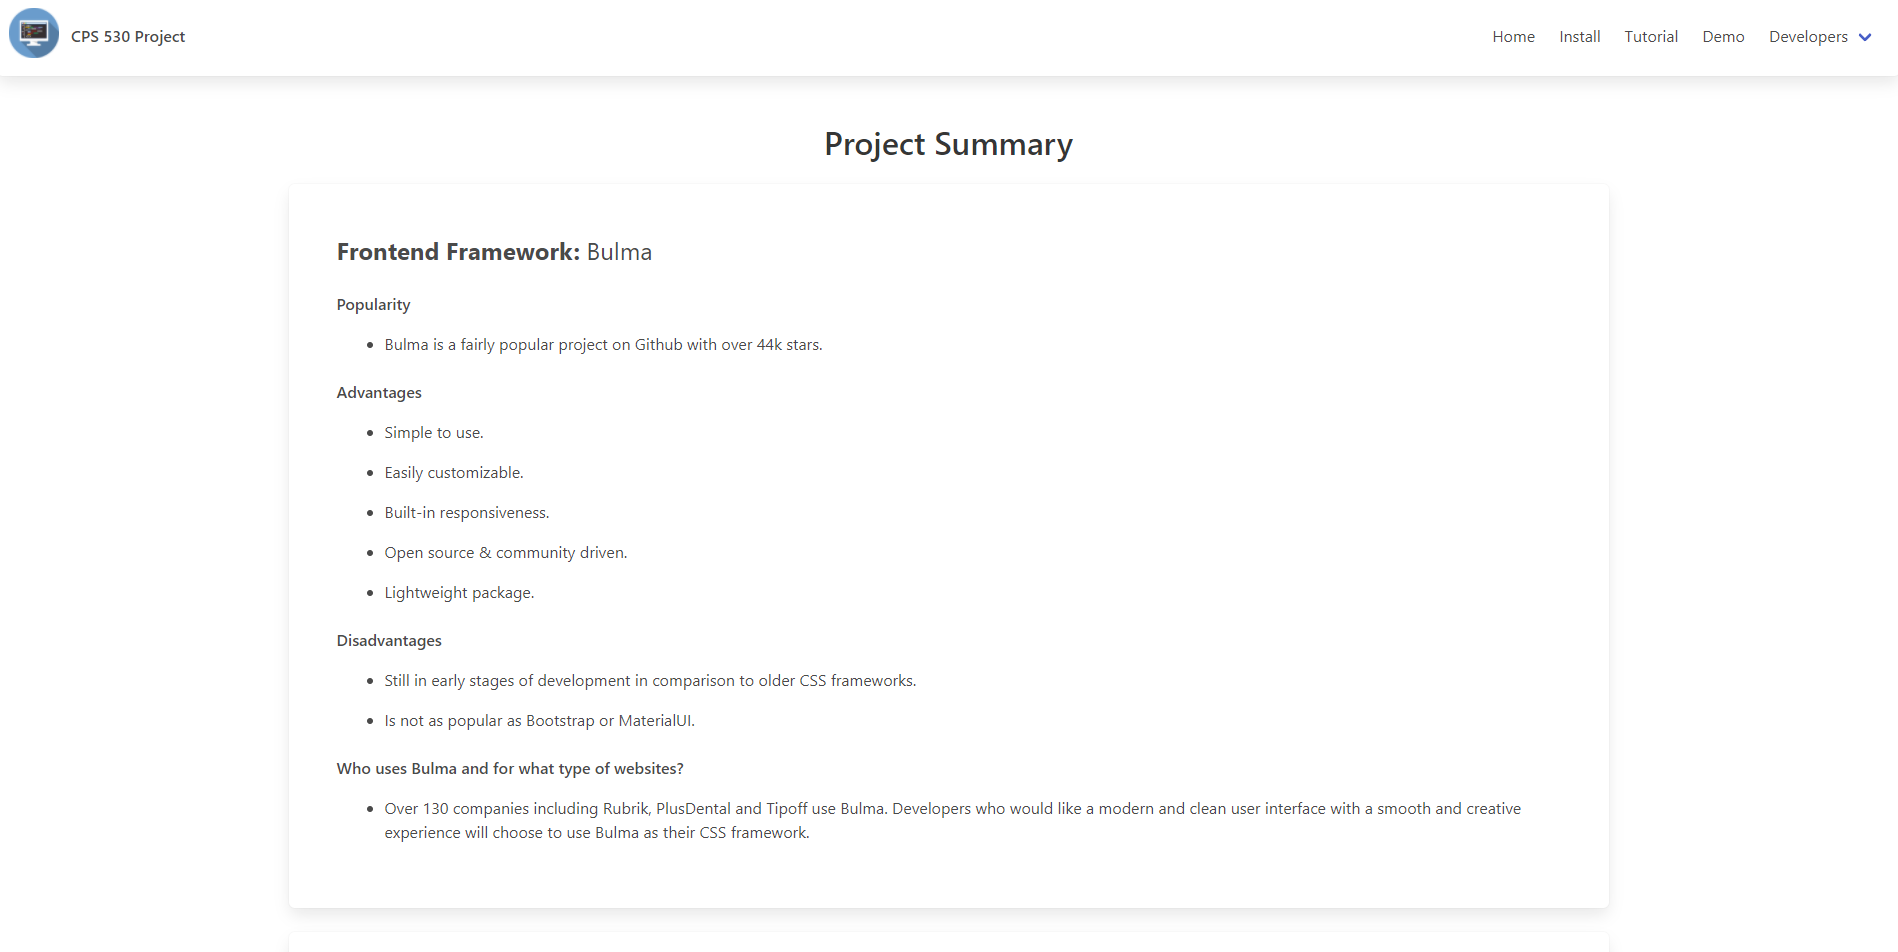 CPS 530 Project
Home Install Tutorial Demo Developers
Project Summary
Frontend Framework: Bulma
Popularity
• Bulma is a fairly popular project on Github with over 44k stars.
Advantages
• Simple to use.
• Easily customizable.
• Built-in responsiveness.
• Open source & community driven.
• Lightweight package.
Disadvantages
• Still in early stages of development in comparison to older CSS frameworks.
• Is not as popular as Bootstrap or MaterialUI.
Who uses Bulma and for what type of websites?
• Over 130 companies including Rubrik, PlusDental and Tipoff use Bulma. Developers who would like a modern and clean user interface with a smooth and creative
experience will choose to use Bulma as their CSS framework.